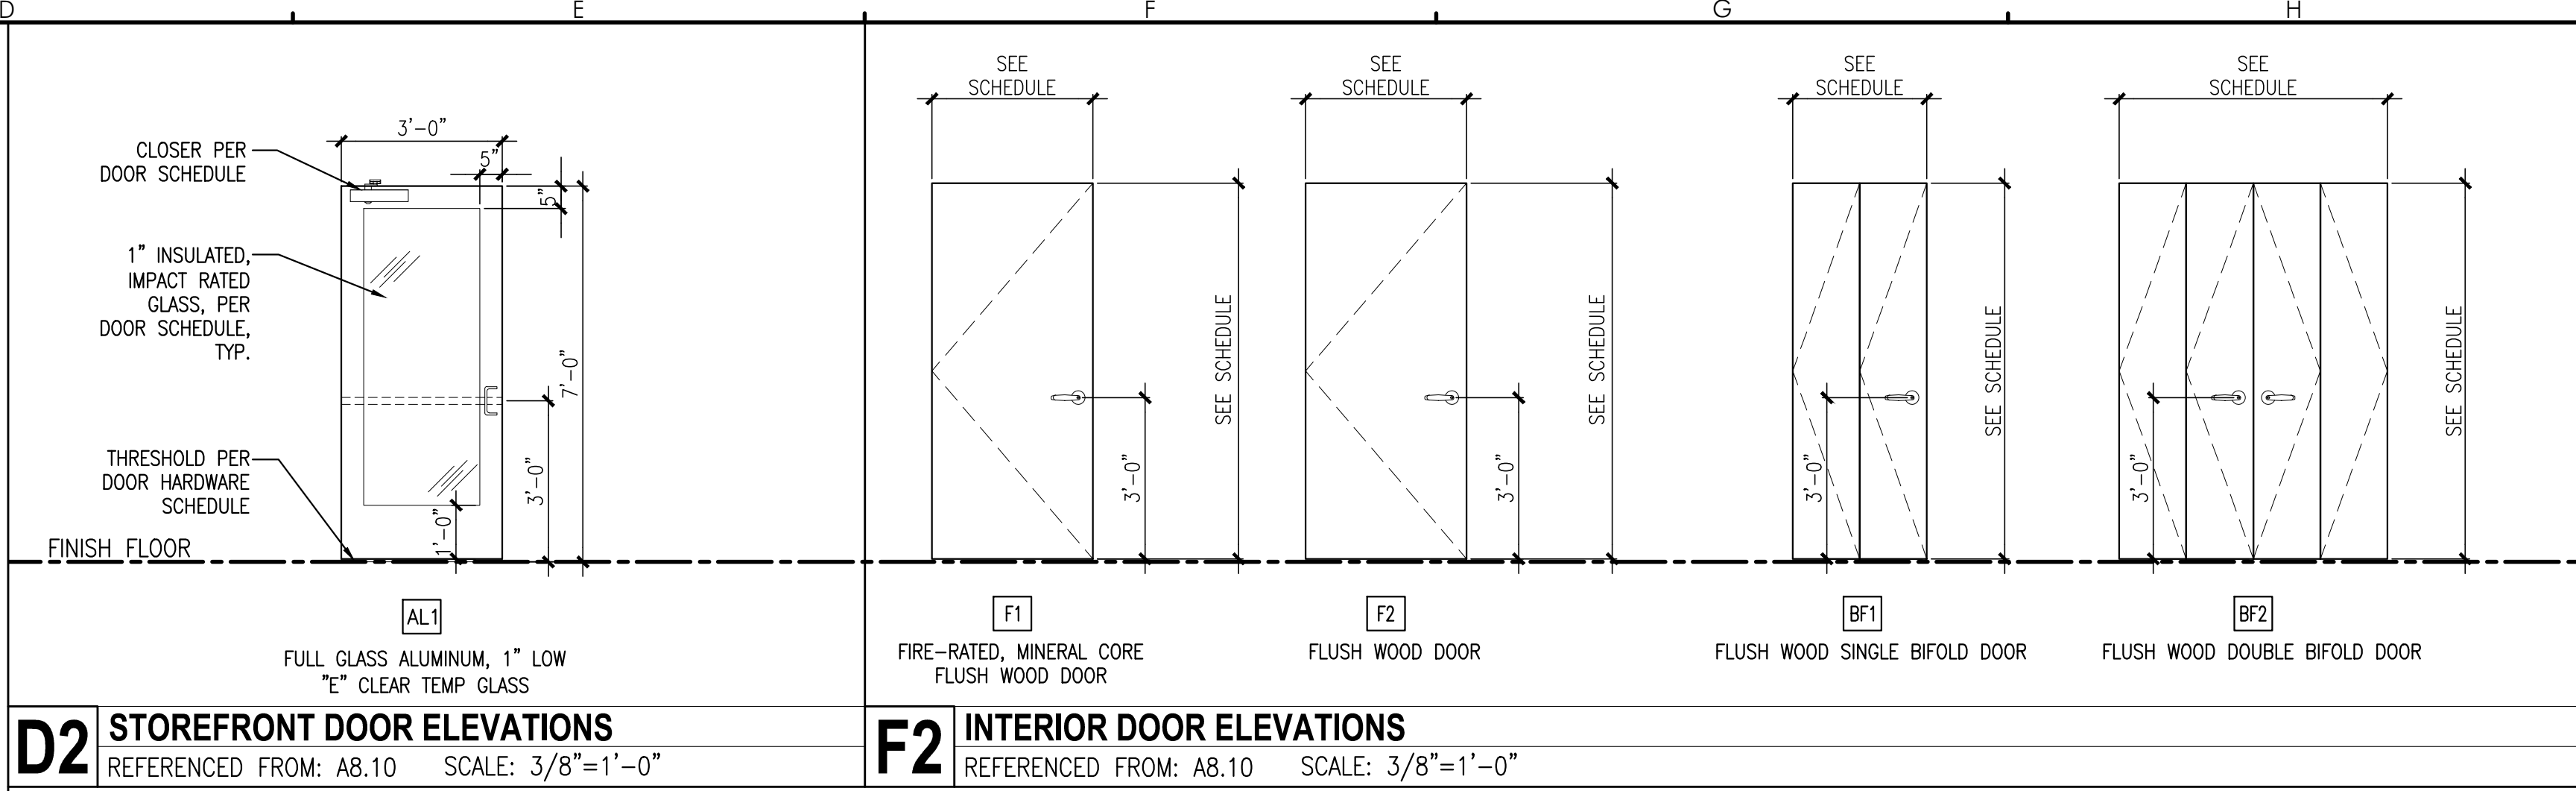 D
E
F
G
H
CLOSER PER
DOOR SCHEDULE
1” INSULATED,
IMPACT RATED
GLASS, PER
DOOR SCHEDULE,
TYP.
THRESHOLD PER
DOOR HARDWARE
SCHEDULE
FINISH FLOOR
3’-0”
5”
5”
7’-0”
3’-0”
1’-0”
AL1
FULL GLASS ALUMINUM, 1” LOW
”E” CLEAR TEMP GLASS
D2
STOREFRONT DOOR ELEVATIONS
REFERENCED FROM: A8.10 SCALE: 3/8”=1’-0”
SEE
SCHEDULE
SEE SCHEDULE
3’-0”
F1
FIRE-RATED, MINERAL CORE
FLUSH WOOD DOOR
SEE
SCHEDULE
SEE SCHEDULE
3’-0”
F2
FLUSH WOOD DOOR
SEE
SCHEDULE
SEE SCHEDULE
3’-0”
BF1
FLUSH WOOD SINGLE BIFOLD DOOR
SEE
SCHEDULE
SEE SCHEDULE
3’-0”
BF2
FLUSH WOOD DOUBLE BIFOLD DOOR
F2
INTERIOR DOOR ELEVATIONS
REFERENCED FROM: A8.10 SCALE: 3/8”=1’-0”